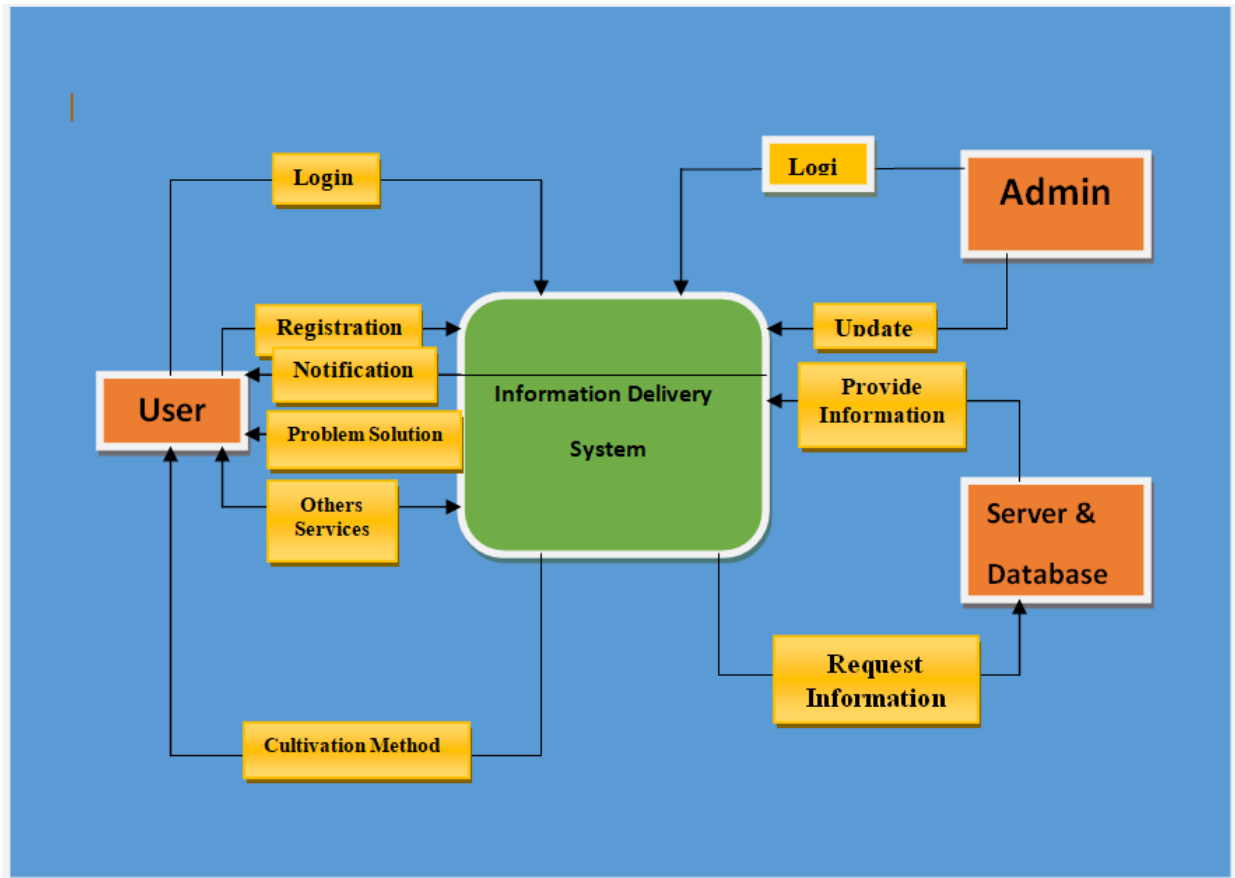 Login
Logi
Admin
Registration
Update
Notification
Provide
Information
User
Information Delivery
System
Problem Solution
Others
Services
Server &
Database
Request
Information
Cultivation Method